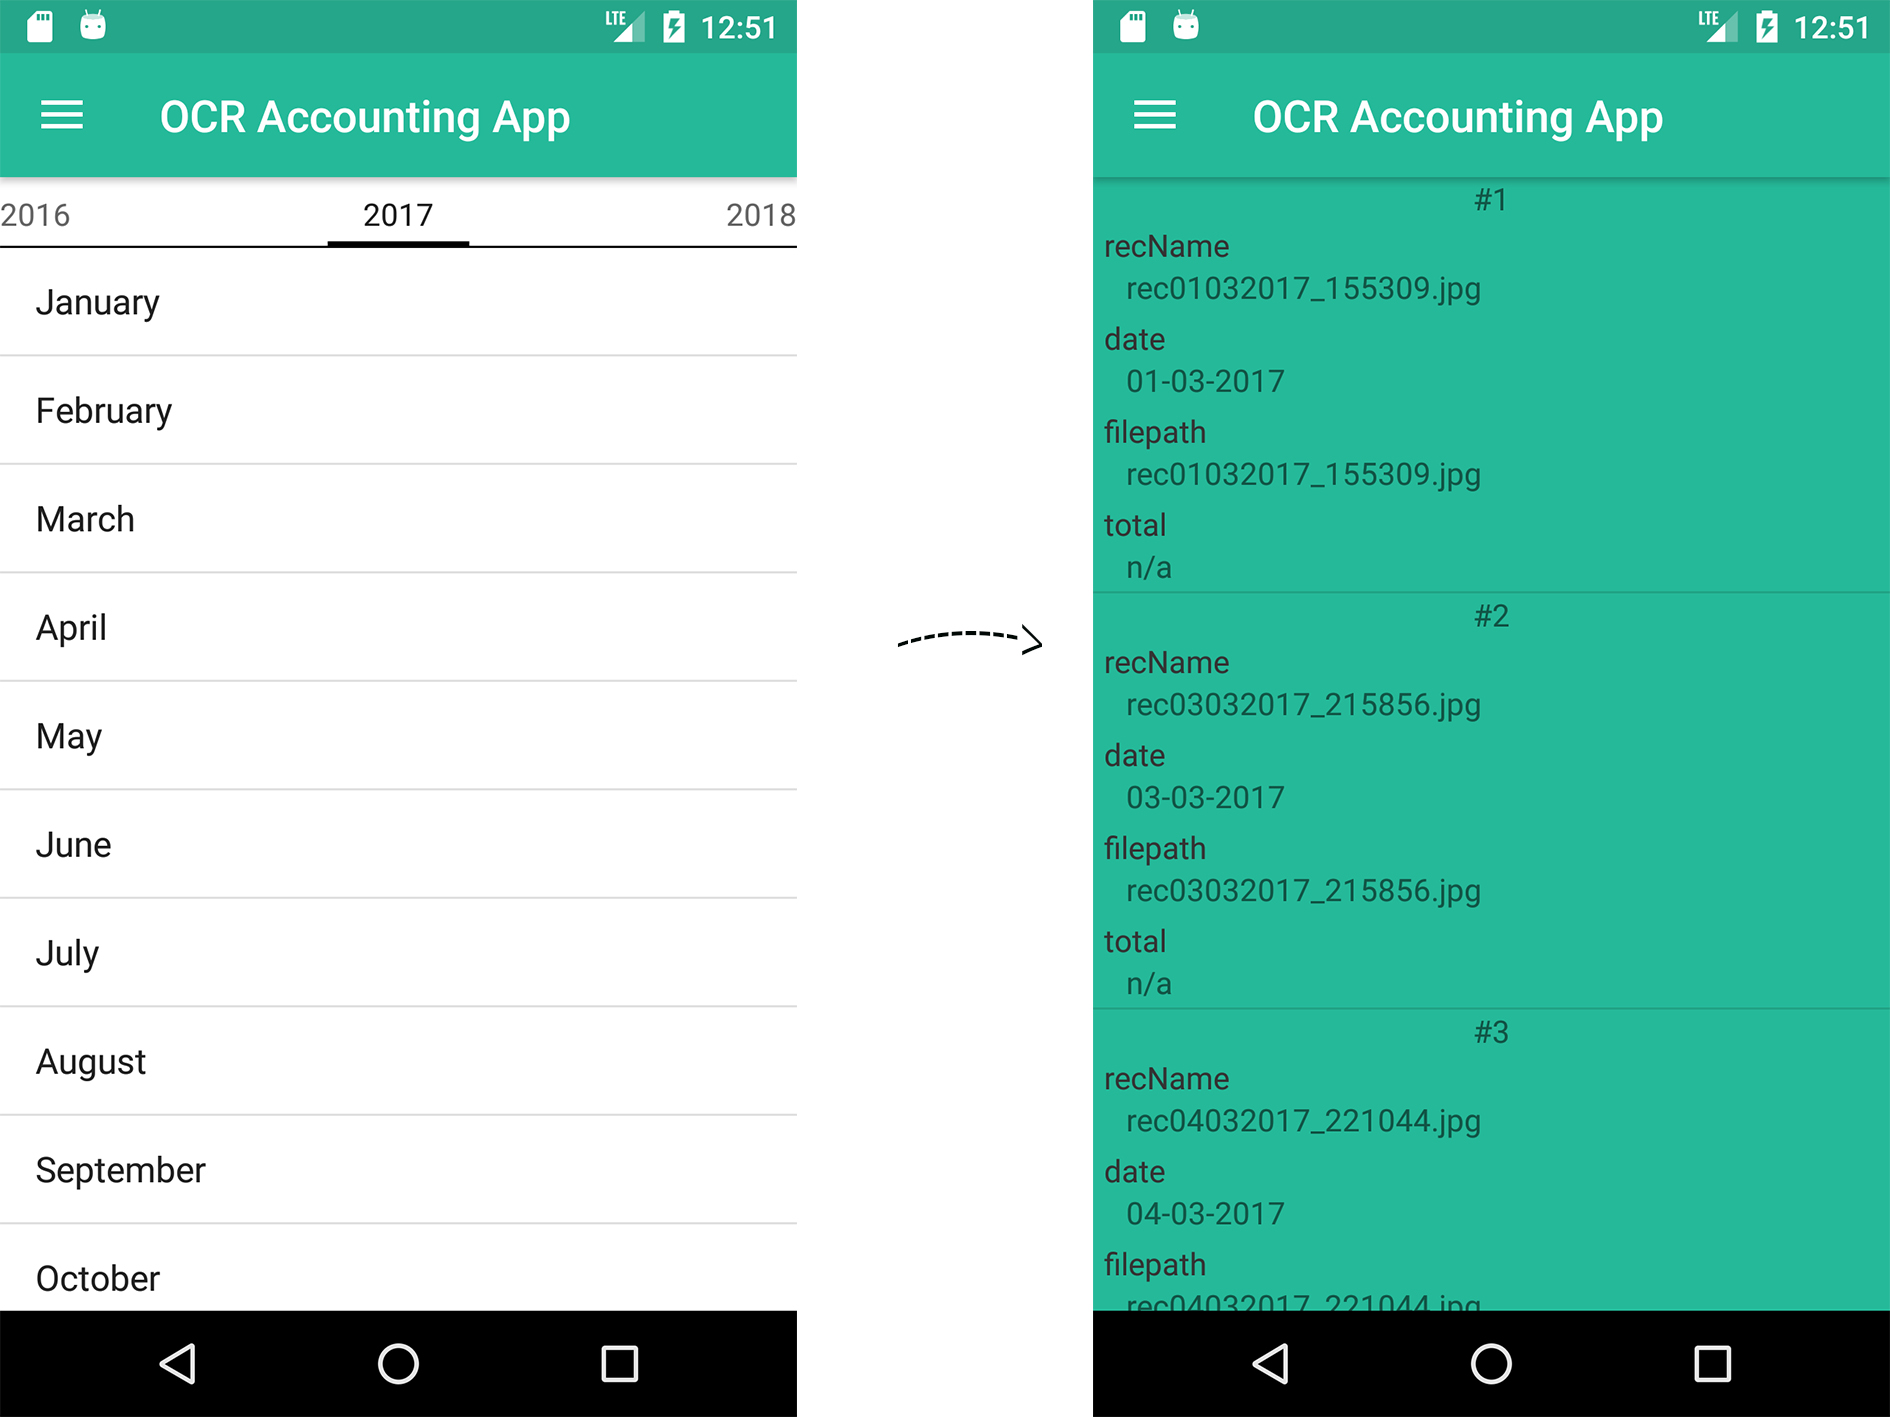 LTE 12:51
OCR Accounting App
2016 2017 2018
January
February
March
April
May
June
July
August
September
October
LTE 12:51
OCR Accounting App
#1
recName
rec01032017_155309.jpg
date
01-03-2017
filepath
rec01032017_155309.jpg
total
n/a
#2
recName
rec03032017_215856.jpg
date
03-03-2017
filepath
rec03032017_215856.jpg
total
n/a
#3
recName
rec04032017_221044.jpg
date
04-03-2017
filepath
rec04032017_221044.jpg